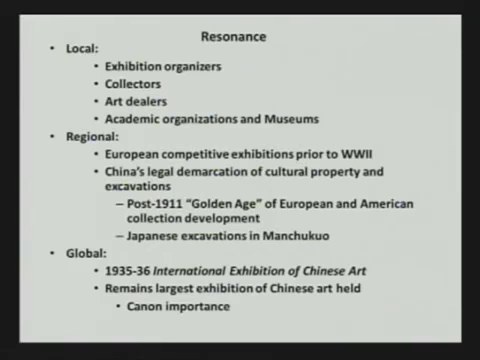 Resonance
• Local:
• Exhibition organizers
• Collectors
• Art dealers
• Academic organizations and Museums
• Regional:
• European competitive exhibitions prior to WWII
• China's legal demarcation of cultural property and
excavations
– Post-1911 "Golden Age" of European and American
collection development
– Japanese excavations in Manchukuo
• Global:
• 1935-36 International Exhibition of Chinese Art
• Remains largest exhibition of Chinese art held
• Canon importance